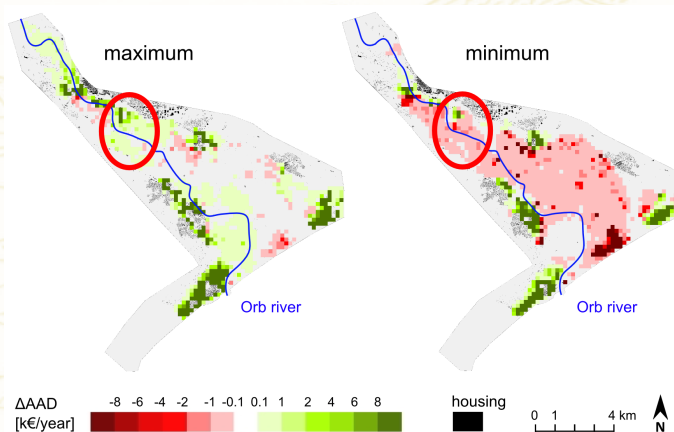 maximum
minimum
Orb river
Orb river
ΔAAD
[k€/year]
-8 -6 -4 -2 -1 -0.1 0.1 1 2 4 6 8
housing
0 1 4 km
N